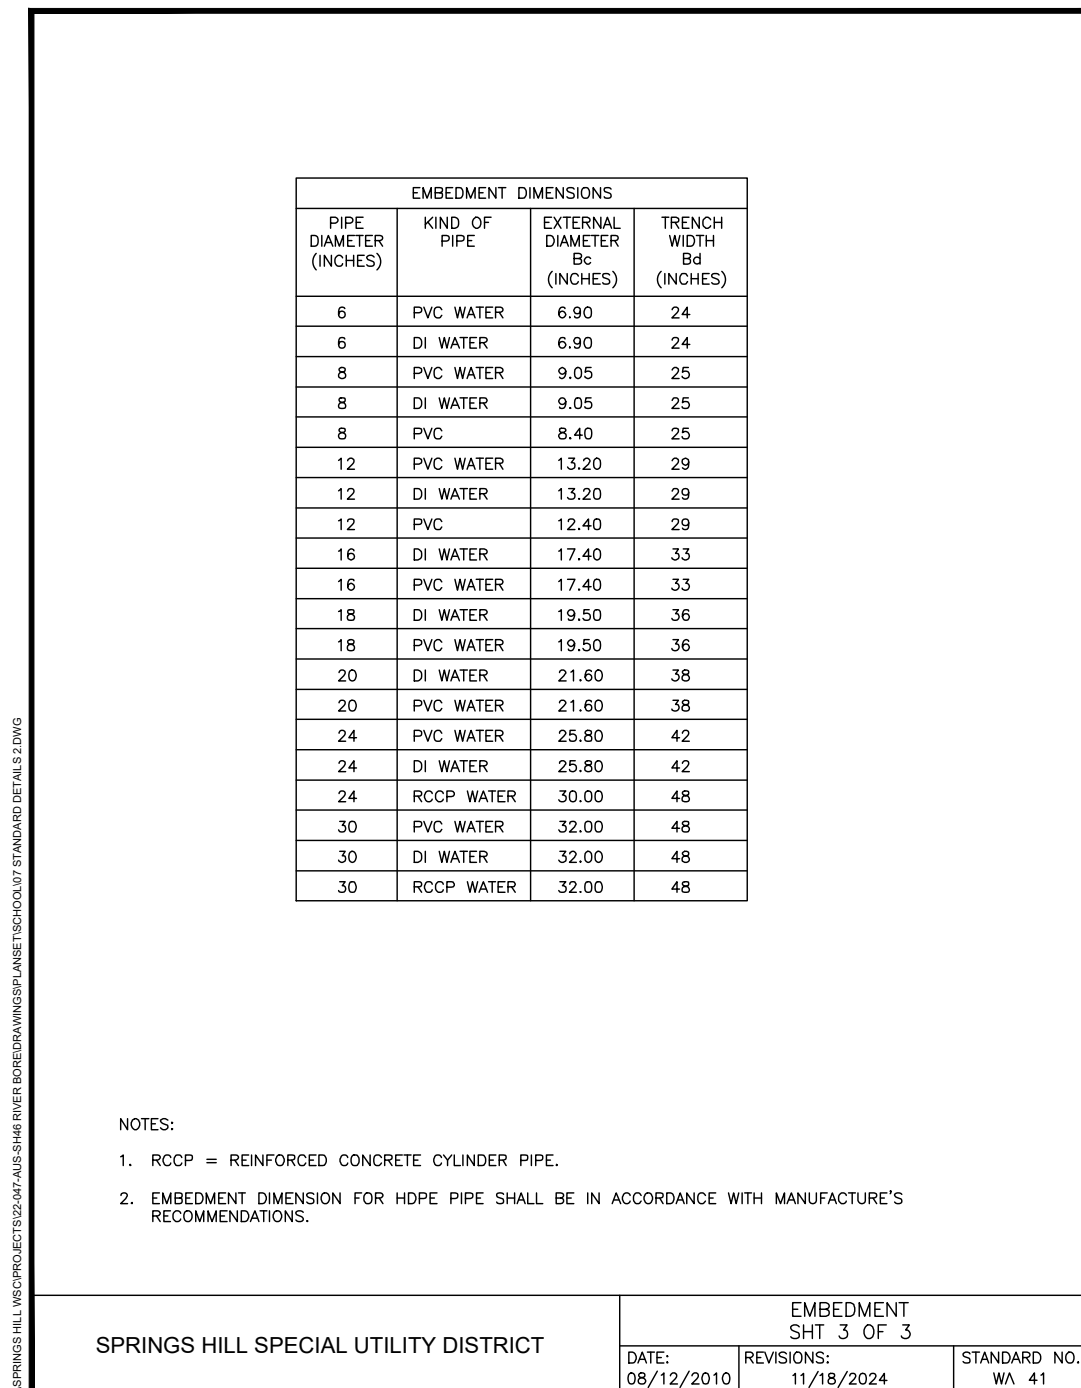 EMBEDMENT DIMENSIONS
PIPE DIAMETER (INCHES) KIND OF PIPE EXTERNAL DIAMETER Bc (INCHES) TRENCH WIDTH Bd (INCHES)
6 PVC WATER 6.90 24
6 DI WATER 6.90 24
8 PVC WATER 9.05 25
8 DI WATER 9.05 25
8 PVC 8.40 25
12 PVC WATER 13.20 29
12 DI WATER 13.20 29
12 PVC 12.40 29
16 DI WATER 17.40 33
16 PVC WATER 17.40 33
18 DI WATER 19.50 36
18 PVC WATER 19.50 36
20 DI WATER 21.60 38
20 PVC WATER 21.60 38
24 PVC WATER 25.80 42
24 DI WATER 25.80 42
24 RCCP WATER 30.00 48
30 PVC WATER 32.00 48
30 DI WATER 32.00 48
30 RCCP WATER 32.00 48
NOTES:
1. RCCP = REINFORCED CONCRETE CYLINDER PIPE.
2. EMBEDMENT DIMENSION FOR HDPE PIPE SHALL BE IN ACCORDANCE WITH MANUFACTURE'S
RECOMMENDATIONS.
SPRINGS HILL SPECIAL UTILITY DISTRICT
EMBEDMENT
SHT 3 OF 3
DATE: REVISIONS: STANDARD NO.
08/12/2010 11/18/2024 WA 41
\SPRINGS HILL WSC\PROJECTS\22-047-AUS-SH46 RIVER BORE\DRAWINGS\PLANSET\SCHOOL\07 STANDARD DETAILS 2.DWG